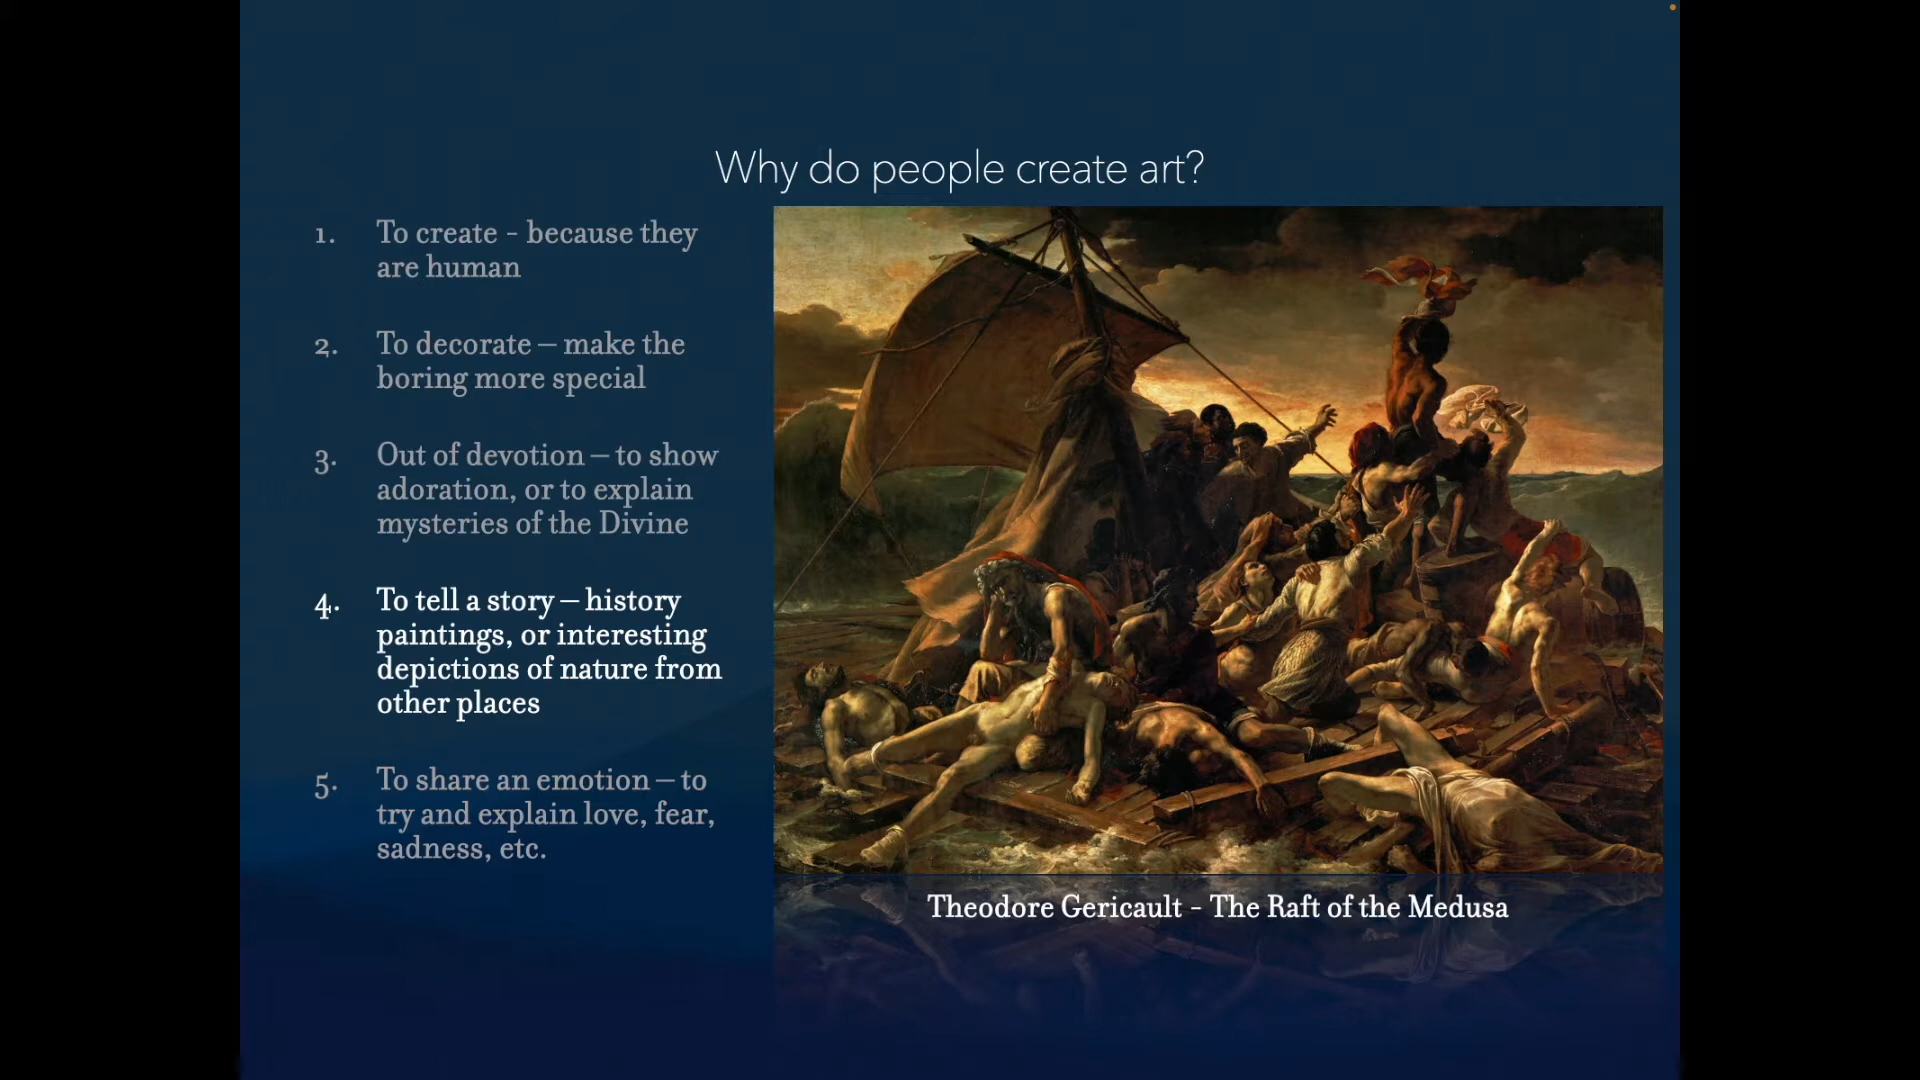 Why do people create art?
1. To create - because they
are human
2. To decorate – make the
boring more special
3. Out of devotion – to show
adoration, or to explain
mysteries of the Divine
4. To tell a story – history
paintings, or interesting
depictions of nature from
other places
5. To share an emotion – to
try and explain love, fear,
sadness, etc.
Theodore Gericault - The Raft of the Medusa